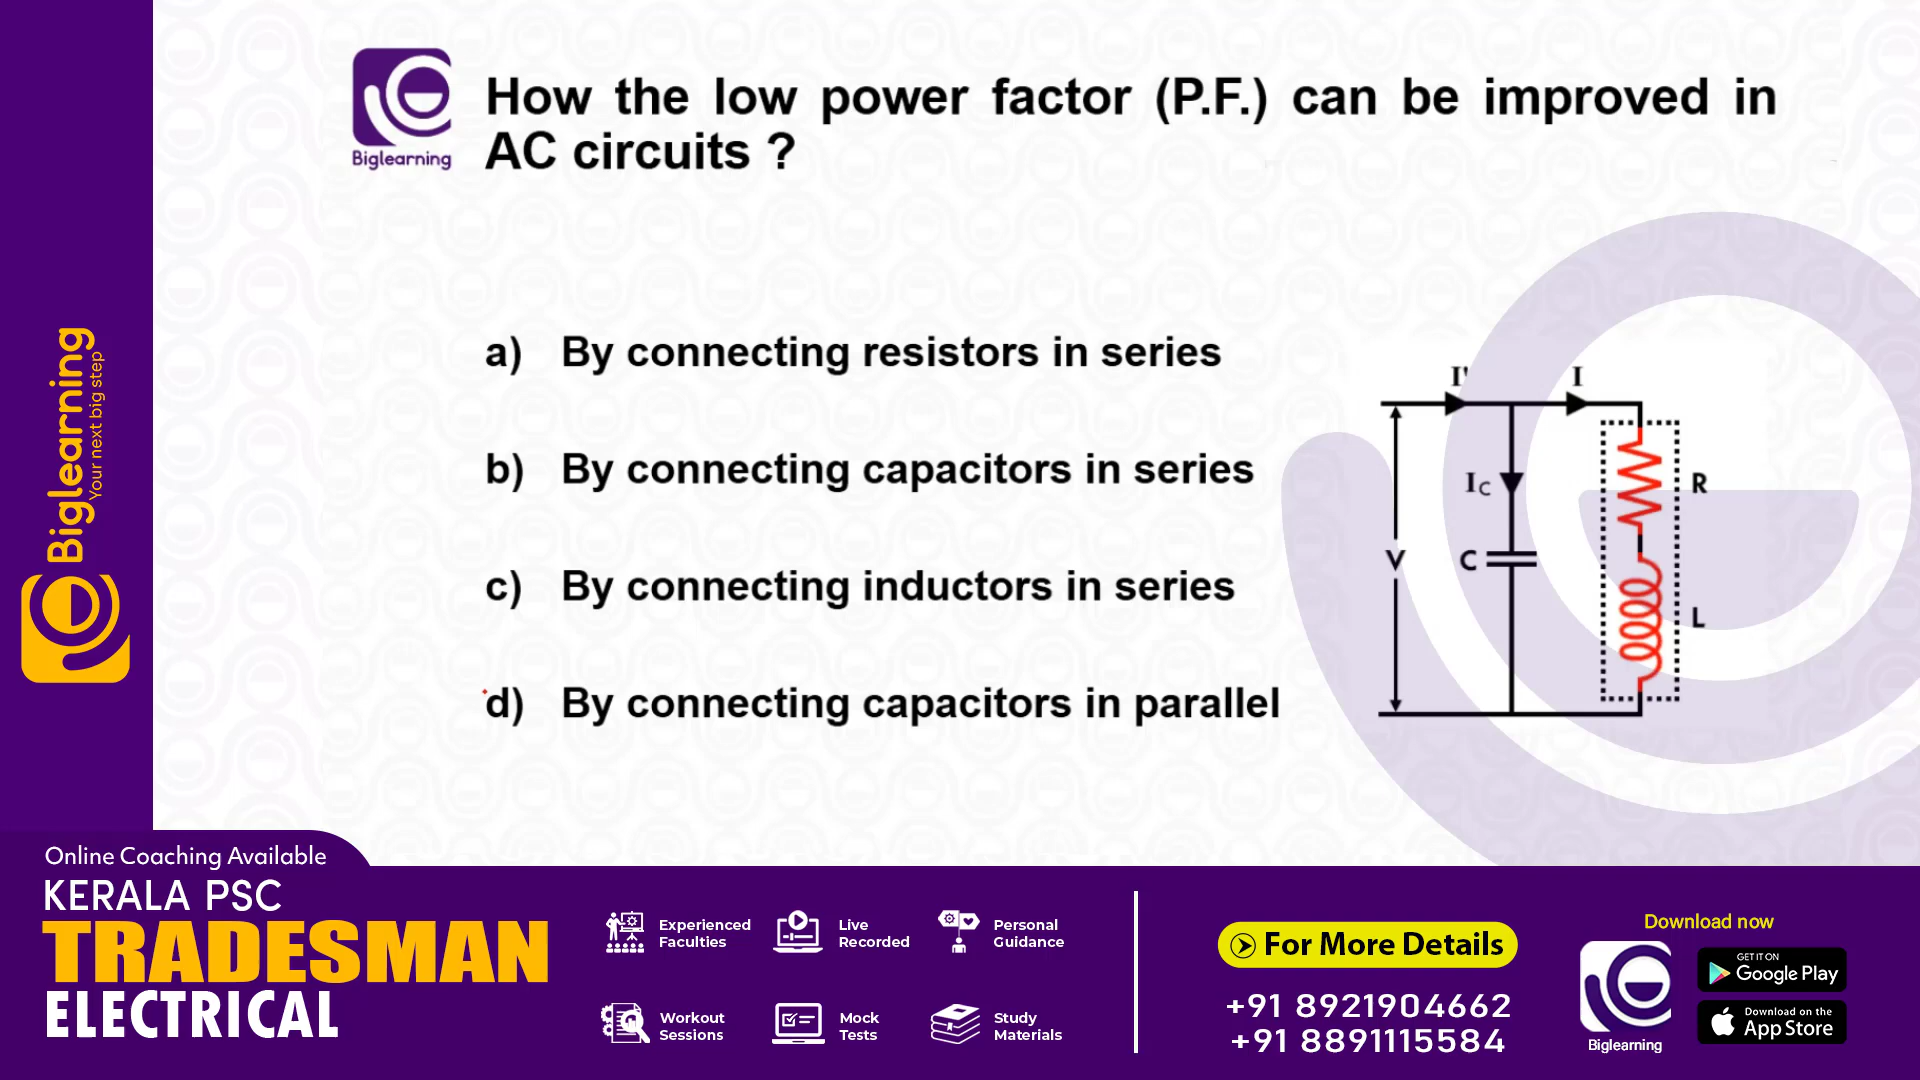 Biglearning
How the low power factor (P.F.) can be improved in
AC circuits ?
a) By connecting resistors in series
b) By connecting capacitors in series
c) By connecting inductors in series
d) By connecting capacitors in parallel
I'
I
V
I C
C
R
L
Biglearning
Your next big step
Online Coaching Available
KERALA PSC
TRADESMAN
ELECTRICAL
Experienced
Faculties
Live
Recorded
Personal
Guidance
Workout
Sessions
Mock
Tests
Study
Materials
For More Details
+91 8921904662
+91 8891115584
Download now
Biglearning
GET IT ON
Google Play
Download on the
App Store